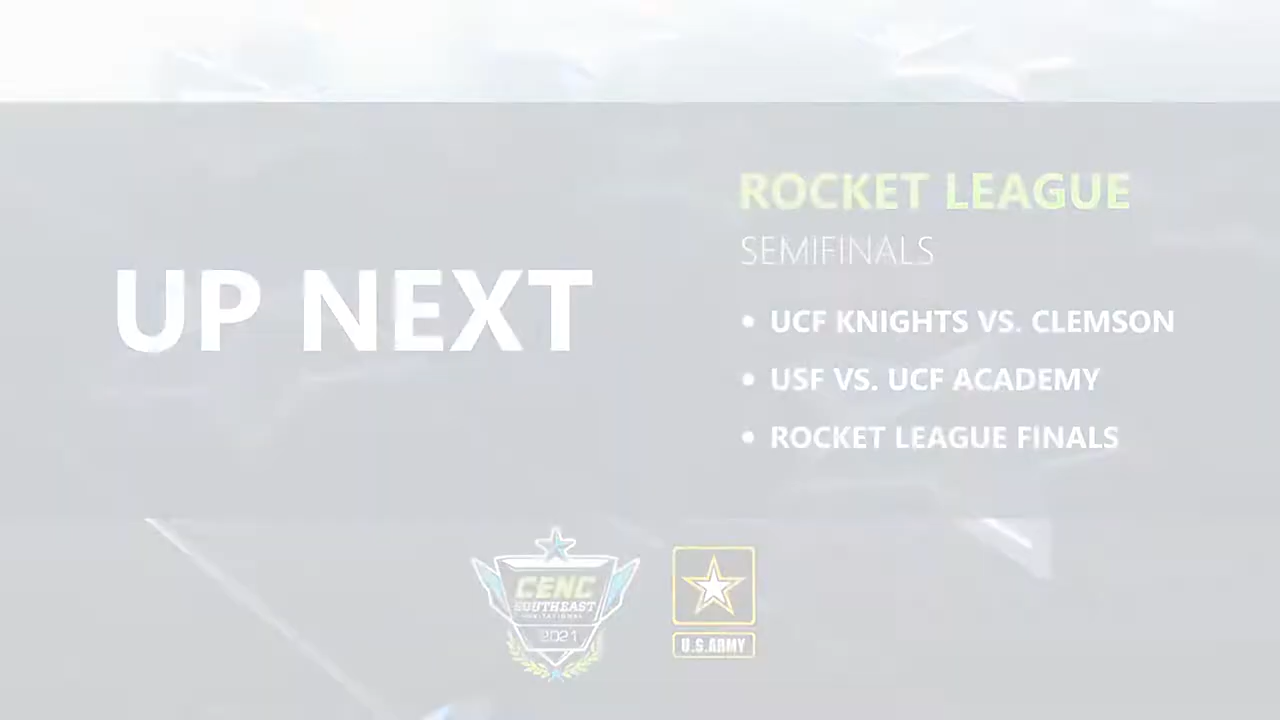 UP NEXT
ROCKET LEAGUE
SEMIFINALS
• UCF KNIGHTS VS. CLEMSON
• USF VS. UCF ACADEMY
• ROCKET LEAGUE FINALS
CENC
SOUTHEAST
INVITATIONAL
2021
U.S.ARMY